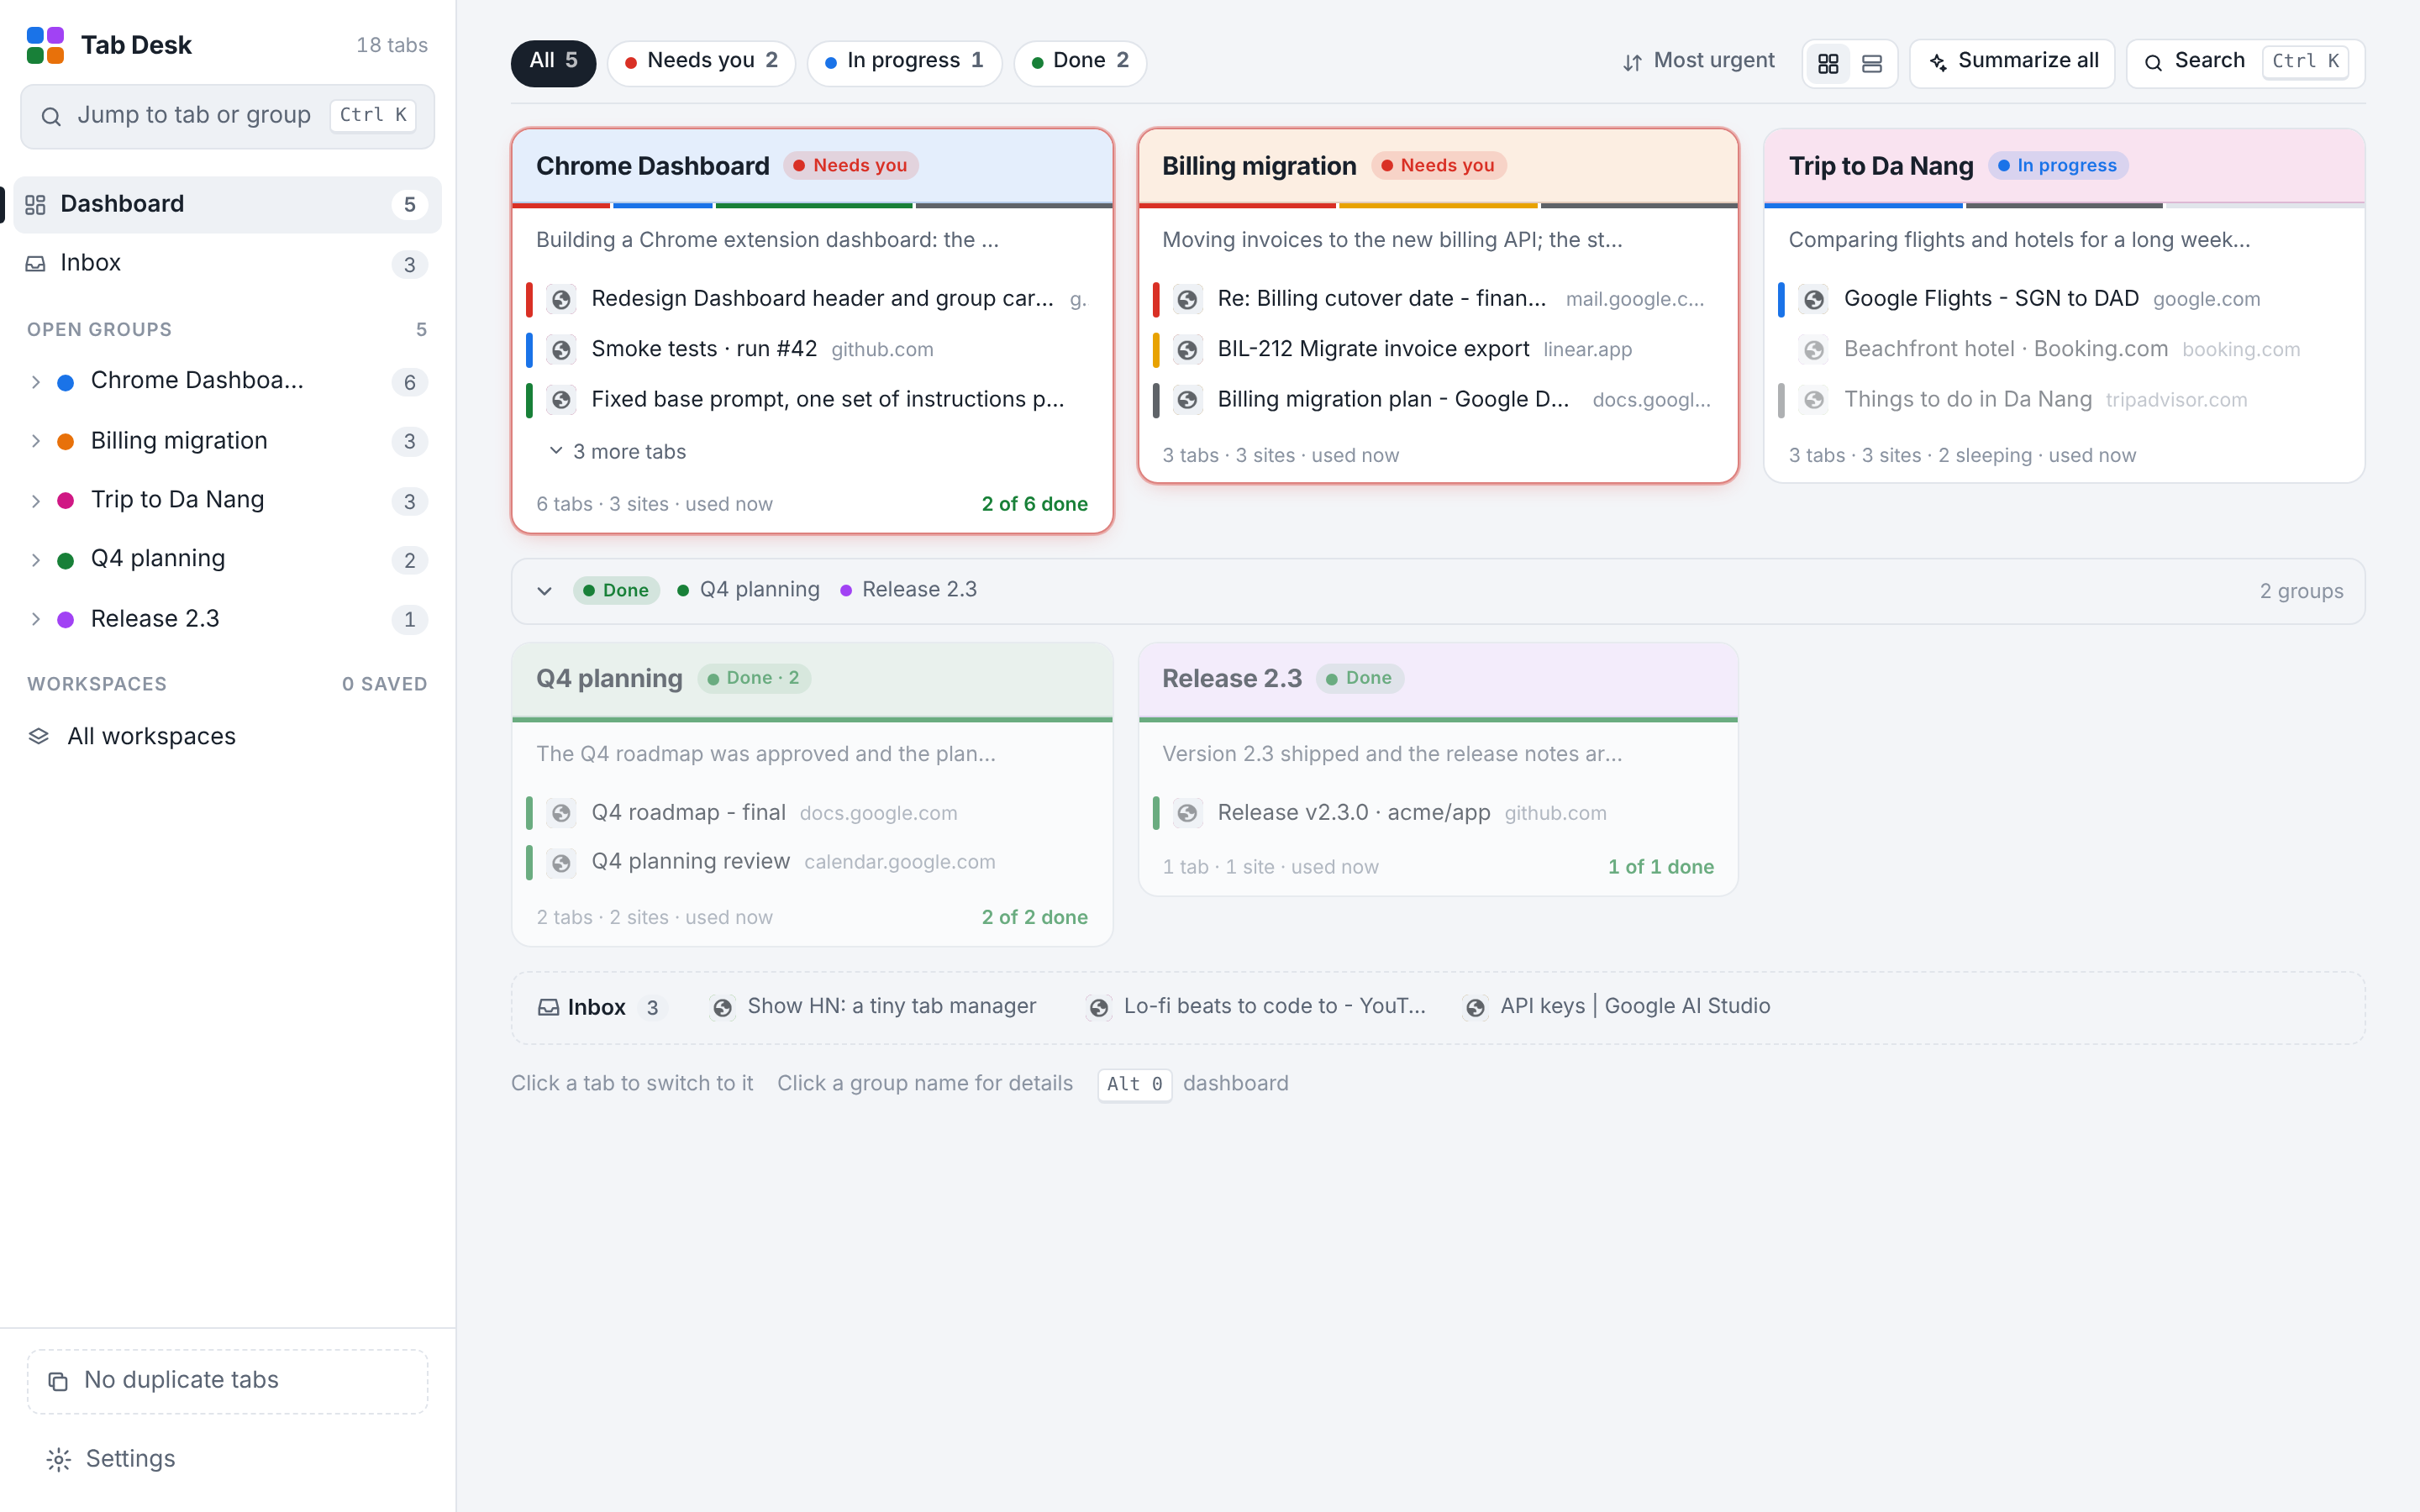 Tab Desk 18 tabs
Jump to tab or group Ctrl K
Dashboard 5
Inbox 3
OPEN GROUPS 5
Chrome Dashboa... 6
Billing migration 3
Trip to Da Nang 3
Q4 planning 2
Release 2.3 1
WORKSPACES 0 SAVED
All workspaces
No duplicate tabs
Settings
All 5 Needs you 2 In progress 1 Done 2 Most urgent Summarize all Search Ctrl K
Chrome Dashboard Needs you
Building a Chrome extension dashboard: the ...
Redesign Dashboard header and group car... g.
Smoke tests · run #42 github.com
Fixed base prompt, one set of instructions p...
3 more tabs
6 tabs · 3 sites · used now 2 of 6 done
Billing migration Needs you
Moving invoices to the new billing API; the st...
Re: Billing cutover date - finan... mail.google.c...
BIL-212 Migrate invoice export linear.app
Billing migration plan - Google D... docs.googl...
3 tabs · 3 sites · used now
Trip to Da Nang In progress
Comparing flights and hotels for a long week...
Google Flights - SGN to DAD google.com
Beachfront hotel · Booking.com booking.com
Things to do in Da Nang tripadvisor.com
3 tabs · 3 sites · 2 sleeping · used now
Done Q4 planning Release 2.3 2 groups
Q4 planning Done · 2
The Q4 roadmap was approved and the plan...
Q4 roadmap - final docs.google.com
Q4 planning review calendar.google.com
2 tabs · 2 sites · used now 2 of 2 done
Release 2.3 Done
Version 2.3 shipped and the release notes ar...
Release v2.3.0 · acme/app github.com
1 tab · 1 site · used now 1 of 1 done
Inbox 3 Show HN: a tiny tab manager Lo-fi beats to code to - YouT... API keys | Google AI Studio
Click a tab to switch to it Click a group name for details Alt 0 dashboard